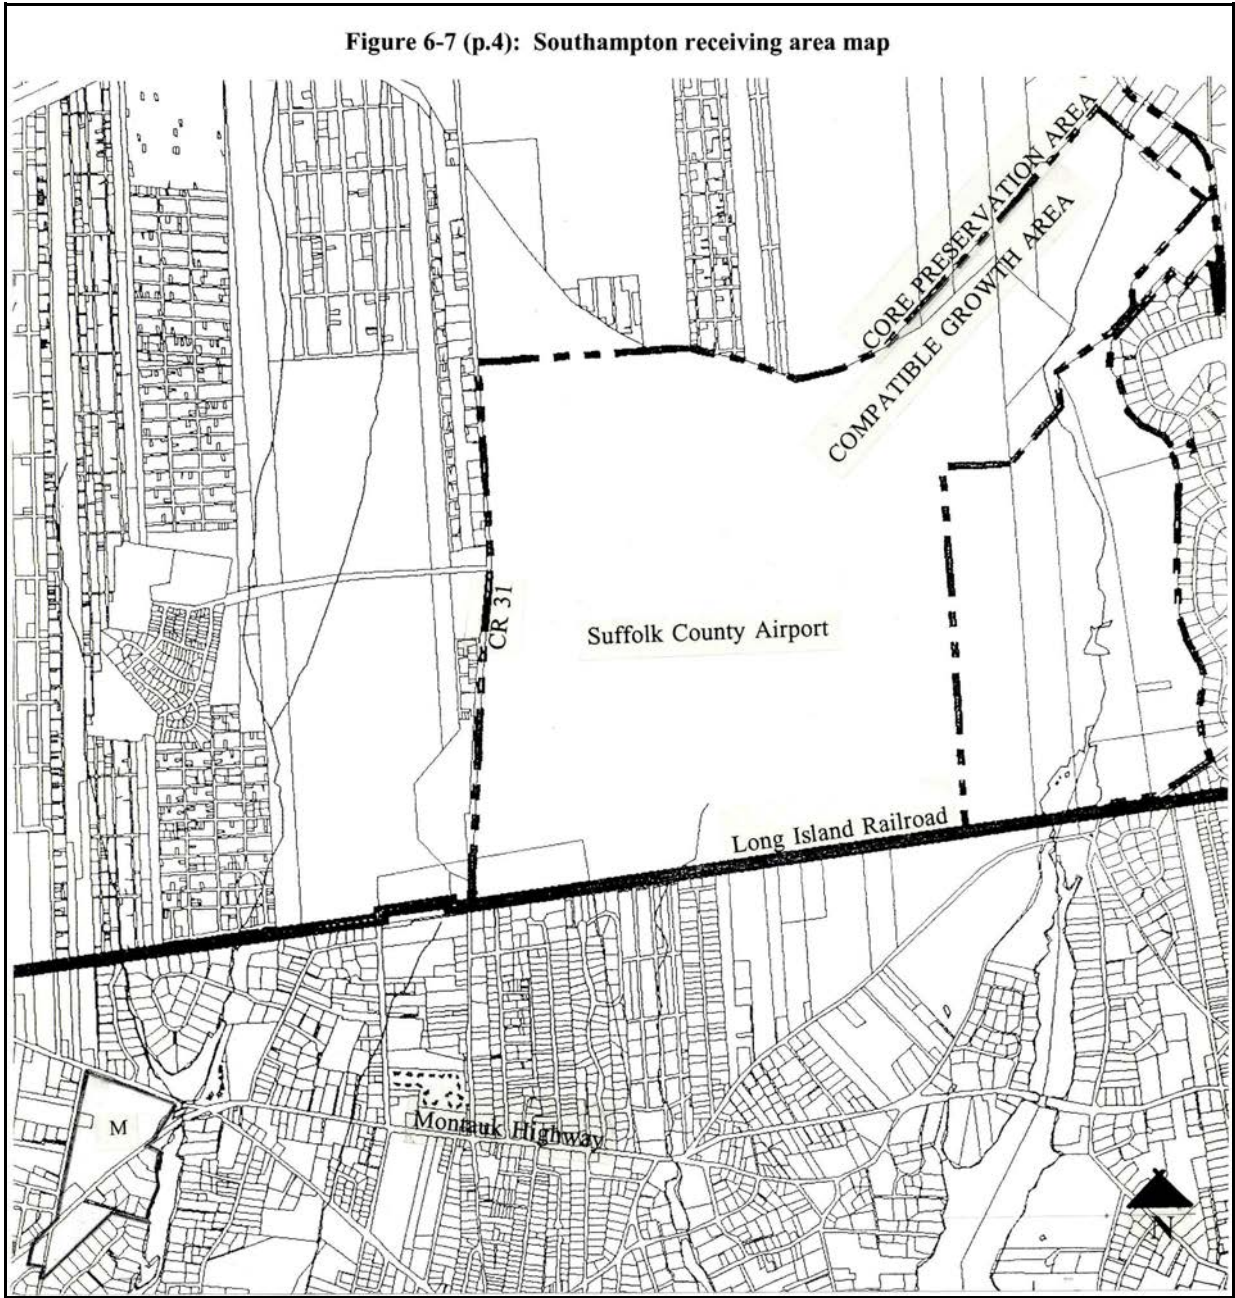 Figure 6-7 (p.4):  Southampton receiving area map
CORE PRESERVATION AREA
COMPATIBLE GROWTH AREA
CR 31
Suffolk County Airport
Long Island Railroad
Montauk Highway
M
N